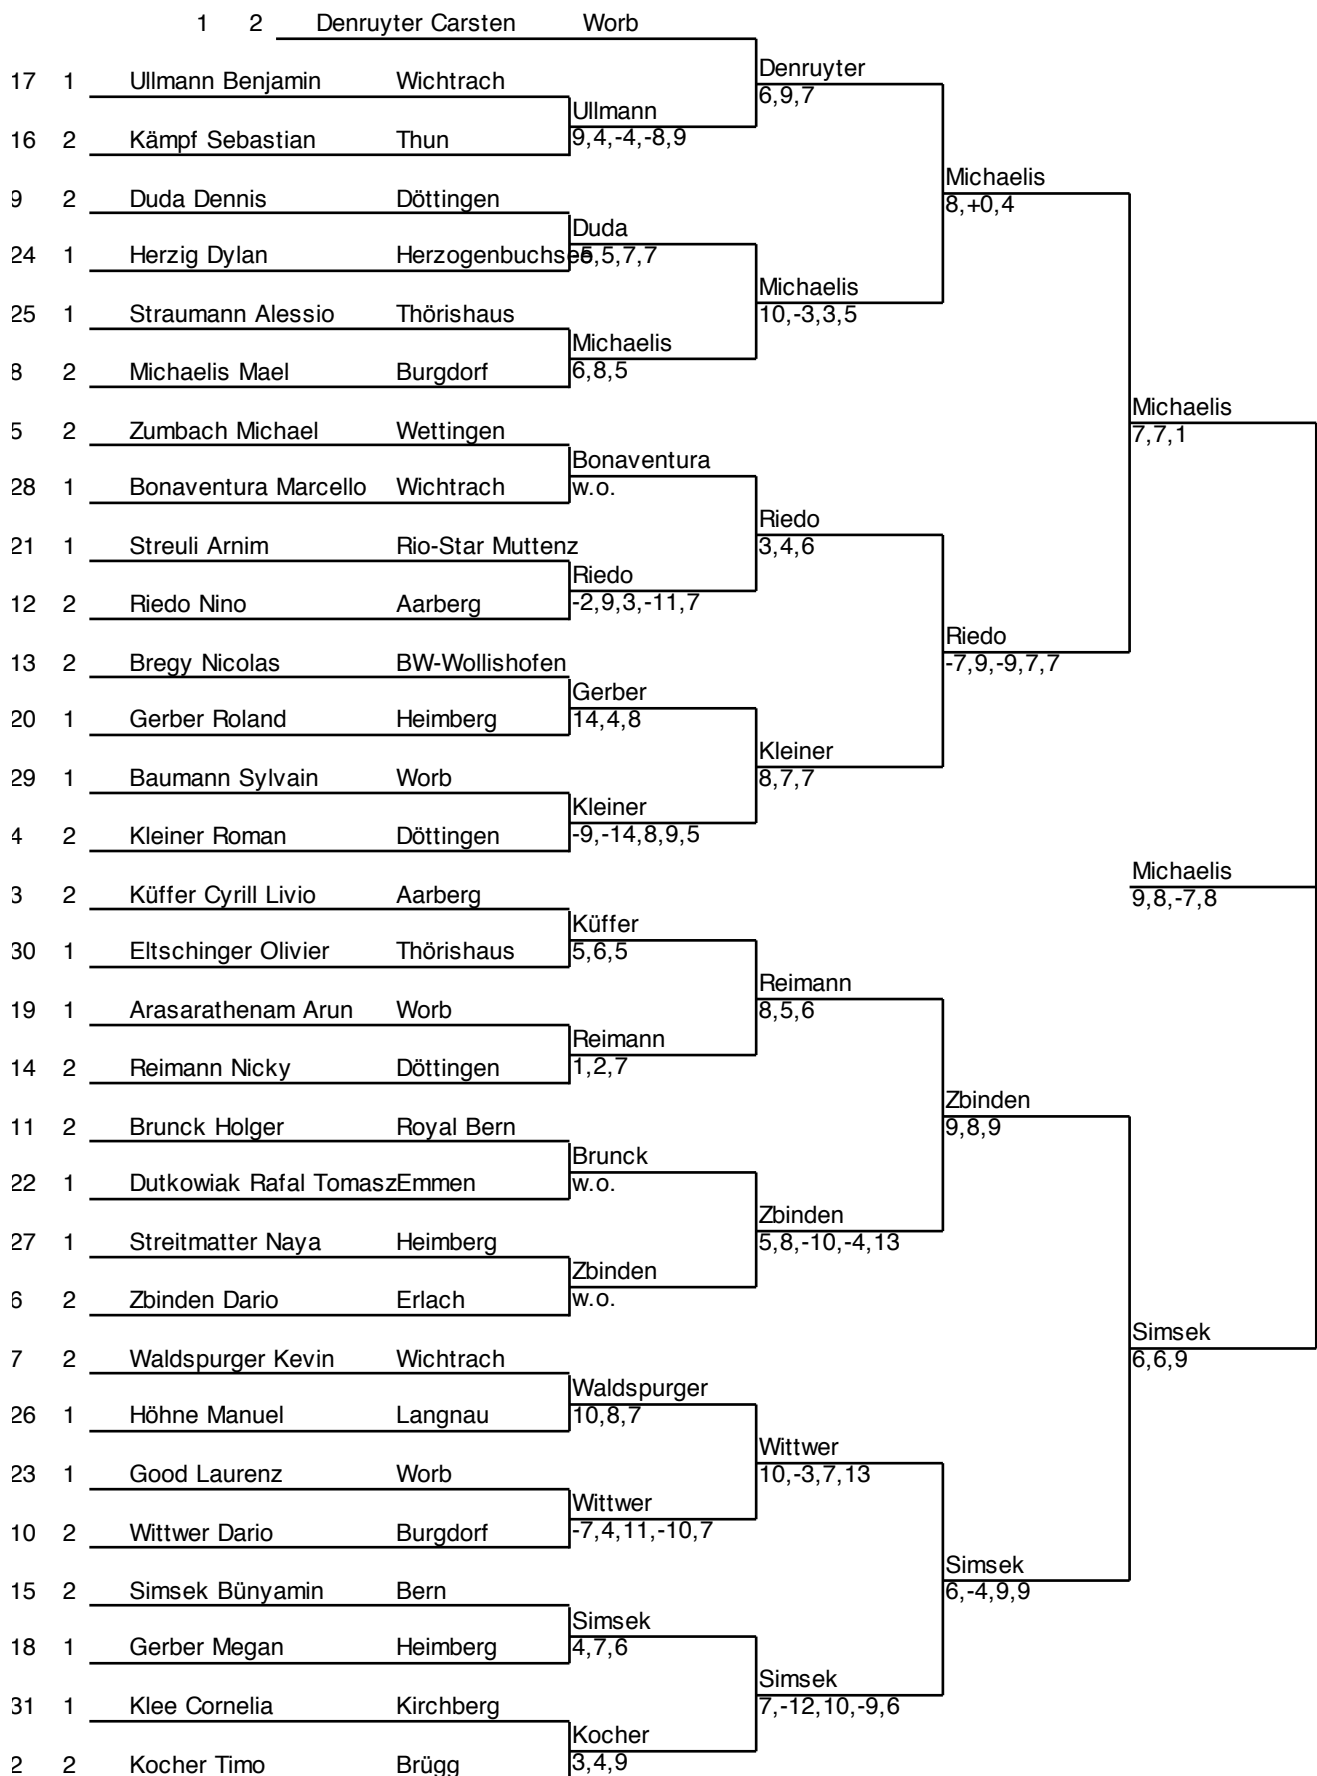 1 2 Denruyter Carsten Worb
Denruyter
17 1 Ullmann Benjamin Wichtrach
6,9,7
Ullmann
16 2 Kämpf Sebastian Thun
9,4,-4,-8,9
Michaelis
9 2 Duda Dennis Döttingen
8,+0,4
Duda
24 1 Herzig Dylan Herzogenbuchsee
-5,5,7,7
Michaelis
25 1 Straumann Alessio Thörishaus
10,-3,3,5
Michaelis
8 2 Michaelis Mael Burgdorf
6,8,5
Michaelis
5 2 Zumbach Michael Wettingen
7,7,1
Bonaventura
28 1 Bonaventura Marcello Wichtrach
w.o.
Riedo
21 1 Streuli Arnim Rio-Star Muttenz
3,4,6
Riedo
12 2 Riedo Nino Aarberg
-2,9,3,-11,7
Riedo
13 2 Bregy Nicolas BW-Wollishofen
-7,9,-9,7,7
Gerber
20 1 Gerber Roland Heimberg
14,4,8
Kleiner
29 1 Baumann Sylvain Worb
8,7,7
Kleiner
4 2 Kleiner Roman Döttingen
-9,-14,8,9,5
Michaelis
3 2 Küffer Cyrill Livio Aarberg
9,8,-7,8
Küffer
30 1 Eltschinger Olivier Thörishaus
5,6,5
Reimann
19 1 Arasarathenam Arun Worb
8,5,6
Reimann
14 2 Reimann Nicky Döttingen
1,2,7
Zbinden
11 2 Brunck Holger Royal Bern
9,8,9
Brunck
22 1 Dutkowiak Rafal Tomasz Emmen
w.o.
Zbinden
27 1 Streitmatter Naya Heimberg
5,8,-10,-4,13
Zbinden
6 2 Zbinden Dario Erlach
w.o.
Simsek
7 2 Waldspurger Kevin Wichtrach
6,6,9
Waldspurger
26 1 Höhne Manuel Langnau
10,8,7
Wittwer
23 1 Good Laurenz Worb
10,-3,7,13
Wittwer
10 2 Wittwer Dario Burgdorf
-7,4,11,-10,7
Simsek
15 2 Simsek Bünyamin Bern
6,-4,9,9
Simsek
18 1 Gerber Megan Heimberg
4,7,6
Simsek
31 1 Klee Cornelia Kirchberg
7,-12,10,-9,6
Kocher
2 2 Kocher Timo Brügg
3,4,9